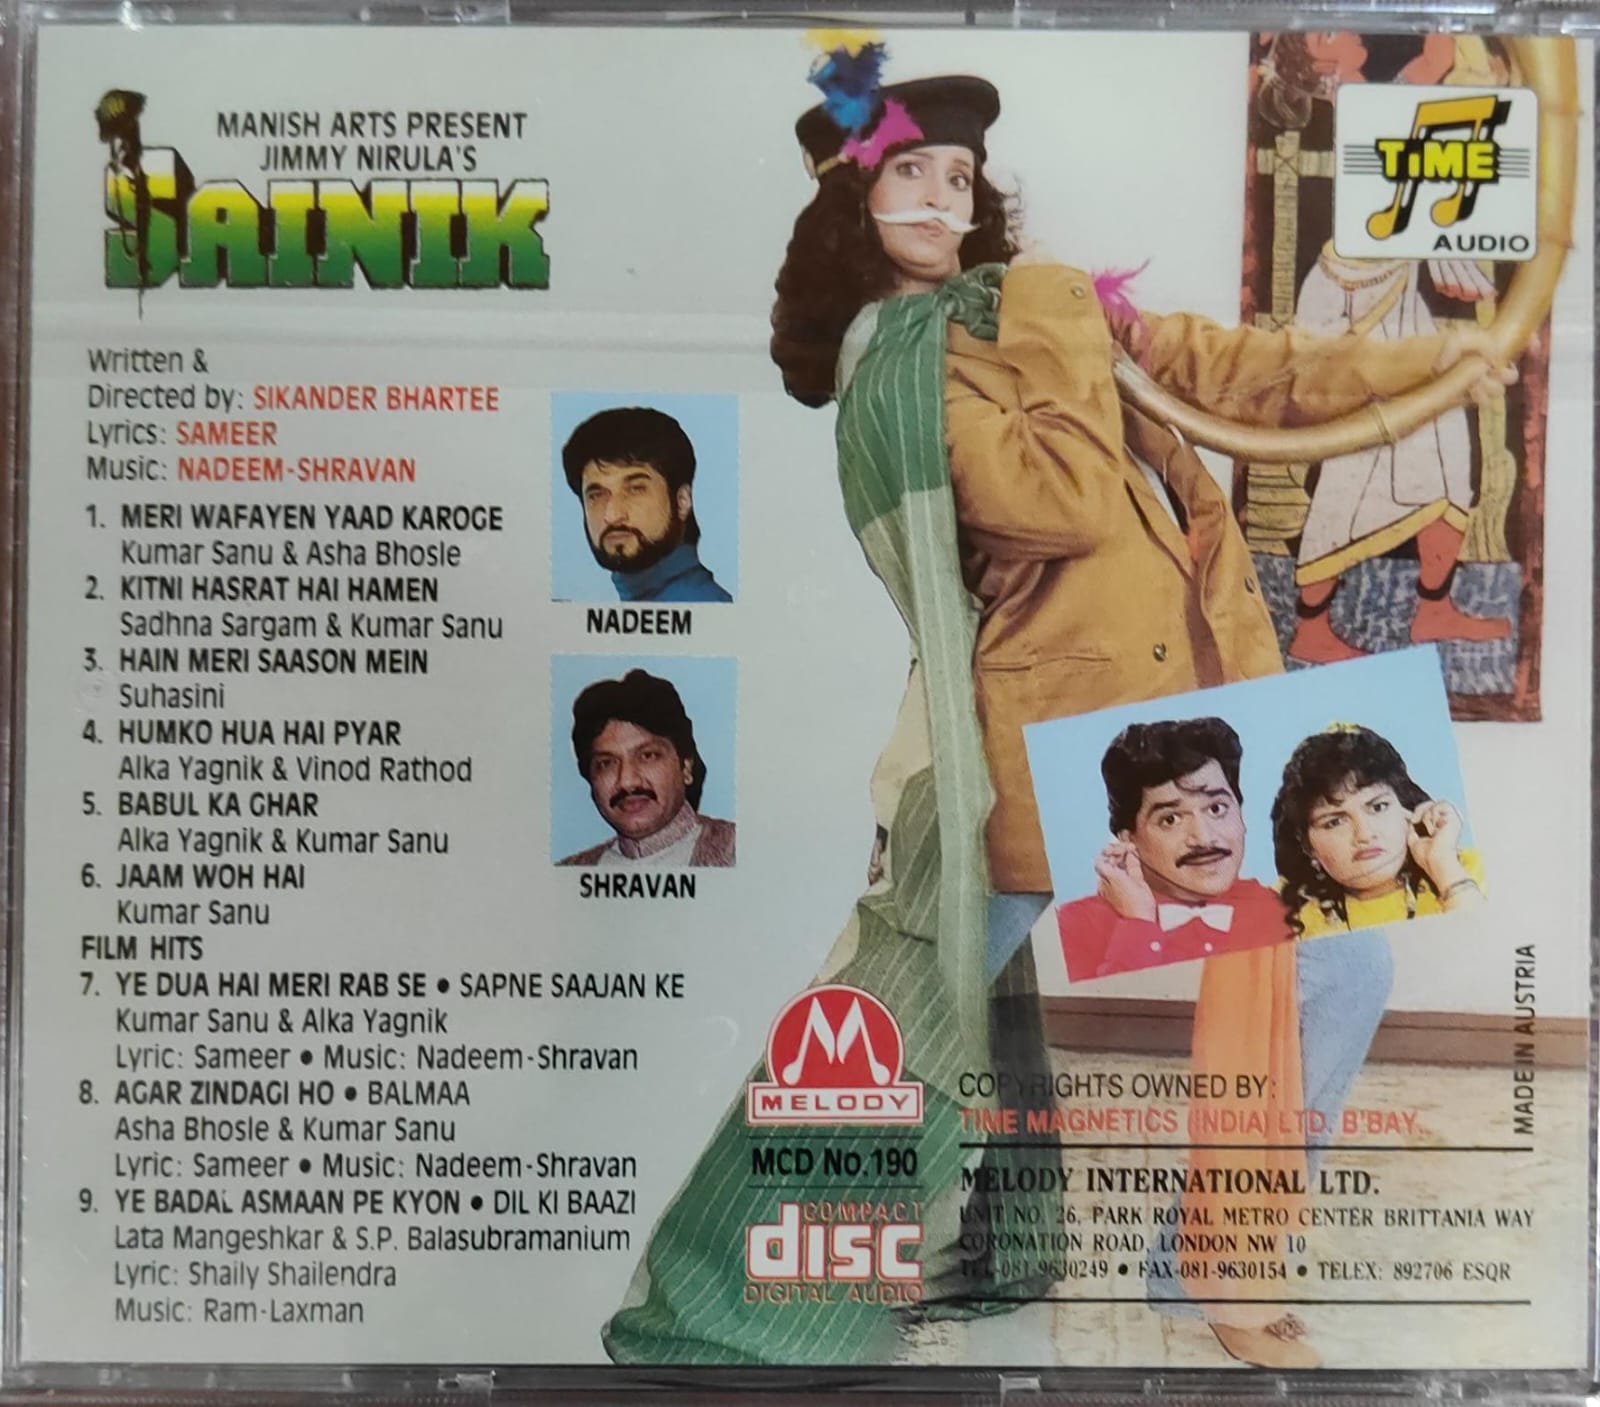 MANISH ARTS PRESENT
JIMMY NIRULA'S
SAINIK
Written &
Directed by: SIKANDER BHARTEE
Lyrics: SAMEER
Music: NADEEM-SHRAVAN
1. MERI WAFAYEN YAAD KAROGE
Kumar Sanu & Asha Bhosle
2. KITNI HASRAT HAI HAMEN
Sadhna Sargam & Kumar Sanu
3. HAIN MERI SAASON MEIN
Suhasini
4. HUMKO HUA HAI PYAR
Alka Yagnik & Vinod Rathod
5. BABUL KA GHAR
Alka Yagnik & Kumar Sanu
6. JAAM WOH HAI
Kumar Sanu
FILM HITS
7. YE DUA HAI MERI RAB SE • SAPNE SAAJAN KE
Kumar Sanu & Alka Yagnik
Lyric: Sameer • Music: Nadeem-Shravan
8. AGAR ZINDAGI HO • BALMAA
Asha Bhosle & Kumar Sanu
Lyric: Sameer • Music: Nadeem-Shravan
9. YE BADAL ASMAAN PE KYON • DIL KI BAAZI
Lata Mangeshkar & S.P. Balasubramanium
Lyric: Shaily Shailendra
Music: Ram-Laxman
NADEEM
SHRAVAN
TIME
AUDIO
MELODY
MCD No.190
COMPACT
disc
DIGITAL AUDIO
COPYRIGHTS OWNED BY:
TIME MAGNETICS (INDIA) LTD. B'BAY.
MELODY INTERNATIONAL LTD.
UNIT NO. 26, PARK ROYAL METRO CENTER BRITTANIA WAY
CORONATION ROAD, LONDON NW 10
TEL-081-9630249 • FAX-081-9630154 • TELEX: 892706 ESQR
MADE IN AUSTRIA